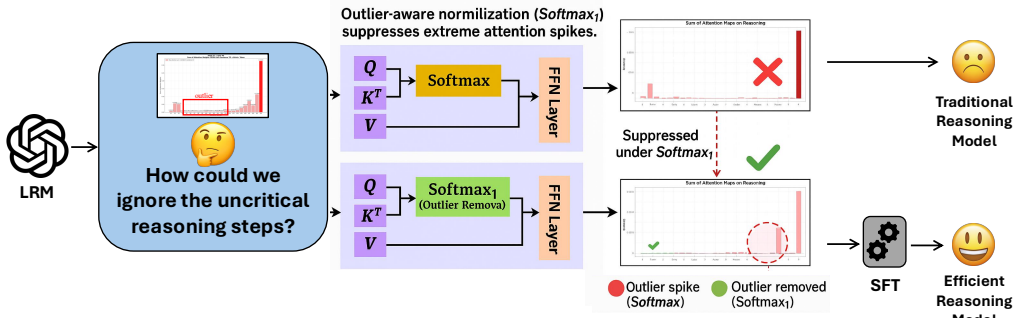 Outlier-aware normilization (Softmax₁)
suppresses extreme attention spikes.
LRM
outlier
How could we
ignore the uncritical
reasoning steps?
Q
Kᵀ
V
Softmax
FFN Layer
Q
Kᵀ
V
Softmax₁
(Outlier Remova)
FFN Layer
Sum of Attention Maps on Reasoning
Suppressed
under Softmax₁
Sum of Attention Maps on Reasoning
Outlier spike
(Softmax)
Outlier removed
(Softmax₁)
Traditional
Reasoning
Model
SFT
Efficient
Reasoning
Model